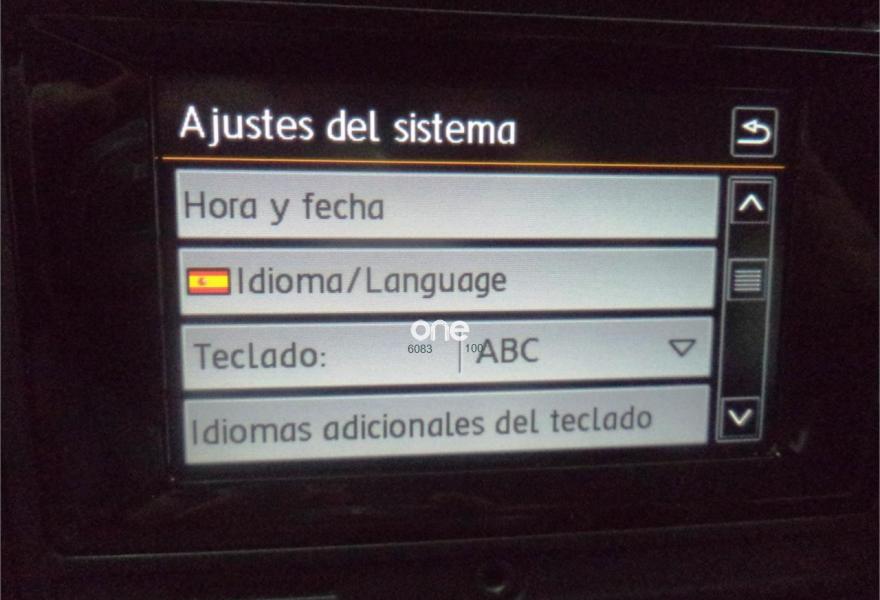 Ajustes del sistema
Hora y fecha
Idioma/Language
one
6083 100
Teclado: ABC
Idiomas adicionales del teclado